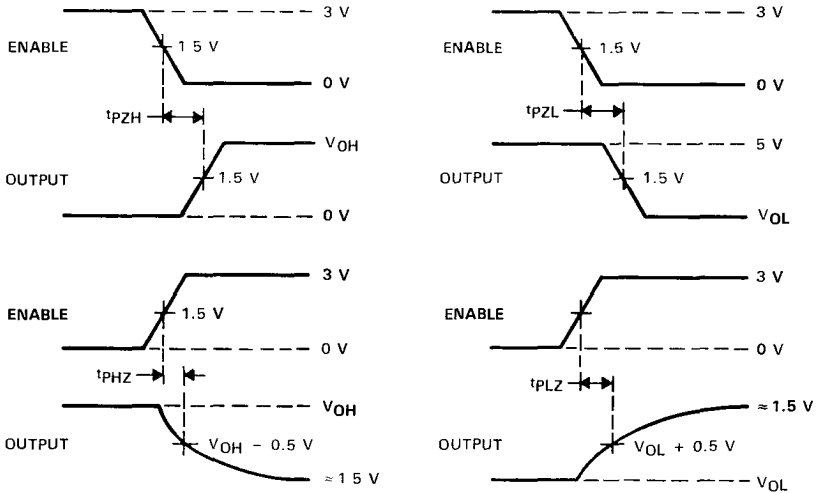 3 V
ENABLE
1 5 V
0 V
tPZH
VOH
OUTPUT
1.5 V
0 V
3 V
ENABLE
1.5 V
0 V
tPZL
5 V
OUTPUT
1.5 V
VOL
3 V
ENABLE
1.5 V
0 V
tPHZ
VOH
OUTPUT
VOH − 0.5 V
≈ 1 5 V
3 V
ENABLE
0 V
tPLZ
≈ 1.5 V
OUTPUT
VOL + 0.5 V
VOL